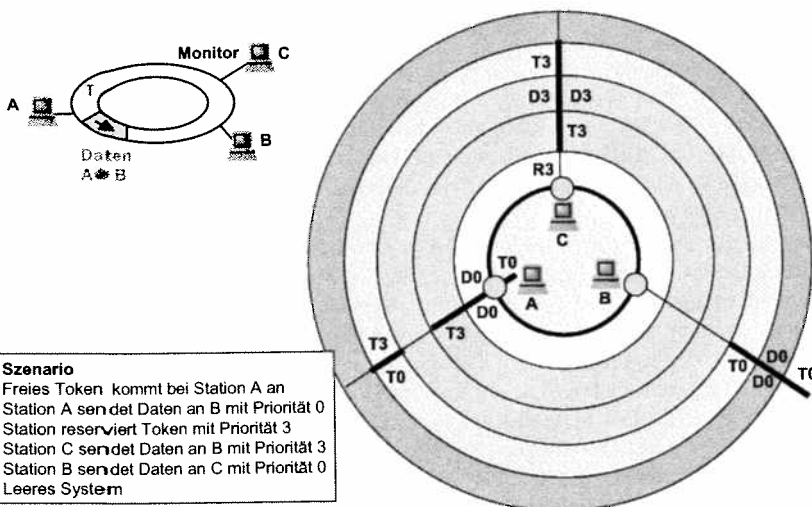 Monitor C
A
T
B
Daten
A B
T3
D3 D3
T3
R3
C
T0
D0
A
B
D0
T3
T3
T0
T0
D0
D0
T0
Szenario
Freies Token kommt bei Station A an
Station A sendet Daten an B mit Priorität 0
Station reserviert Token mit Priorität 3
Station C sendet Daten an B mit Priorität 3
Station B sendet Daten an C mit Priorität 0
Leeres System